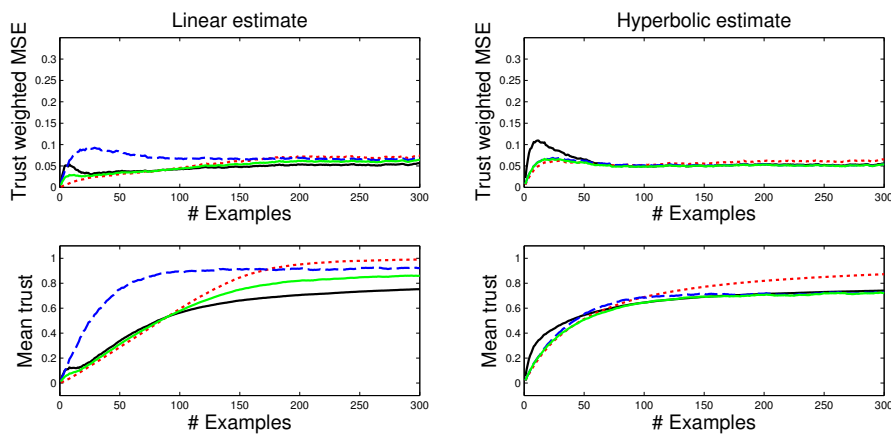 Linear estimate
Trust weighted MSE
0.3
0.25
0.2
0.15
0.1
0.05
0
0 50 100 150 200 250 300
# Examples
Hyperbolic estimate
Trust weighted MSE
0.3
0.25
0.2
0.15
0.1
0.05
0
0 50 100 150 200 250 300
# Examples
Mean trust
1
0.8
0.6
0.4
0.2
0
0 50 100 150 200 250 300
# Examples
Mean trust
1
0.8
0.6
0.4
0.2
0
0 50 100 150 200 250 300
# Examples